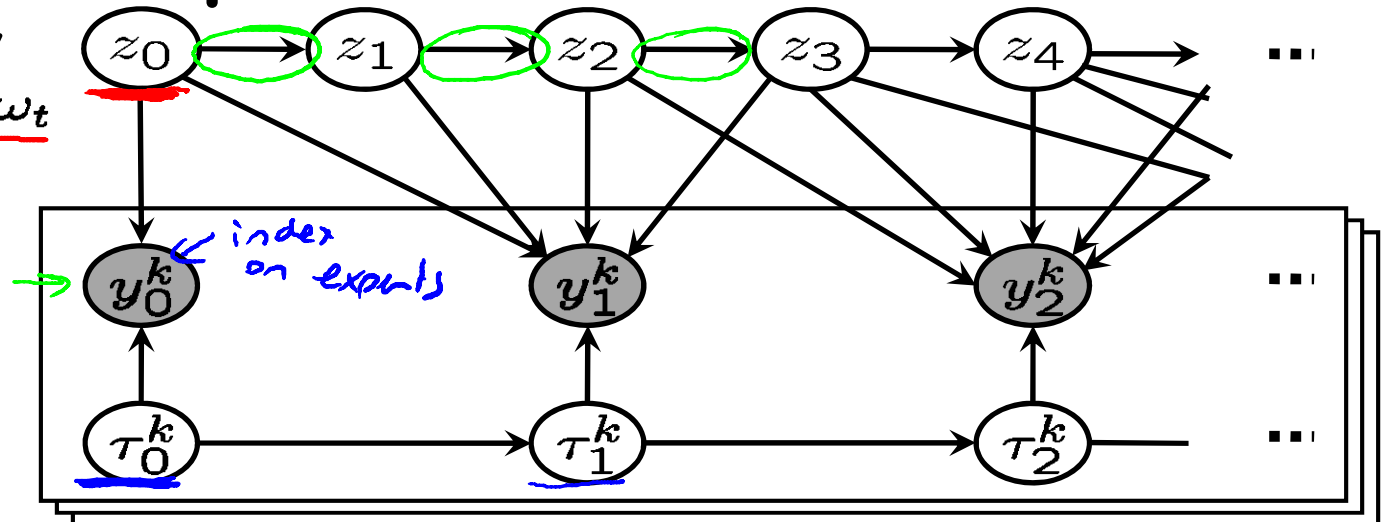 z₀ z₁ z₂ z₃ z₄ ...
ωₜ
index
on experts
y₀ᵏ y₁ᵏ y₂ᵏ ...
τ₀ᵏ τ₁ᵏ τ₂ᵏ ...